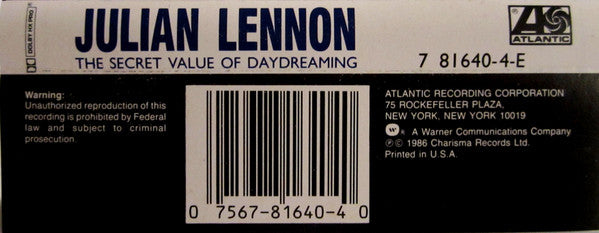 DOLBY HX PRO
JULIAN LENNON
THE SECRET VALUE OF DAYDREAMING
ATLANTIC
7 81640-4-E
Warning:
Unauthorized reproduction of this
recording is prohibited by Federal
law and subject to criminal
prosecution.
0 7567-81640-4 0
ATLANTIC RECORDING CORPORATION
75 ROCKEFELLER PLAZA,
NEW YORK, NEW YORK 10019
® A Warner Communications Company
℗ © 1986 Charisma Records Ltd.
Printed in U.S.A.